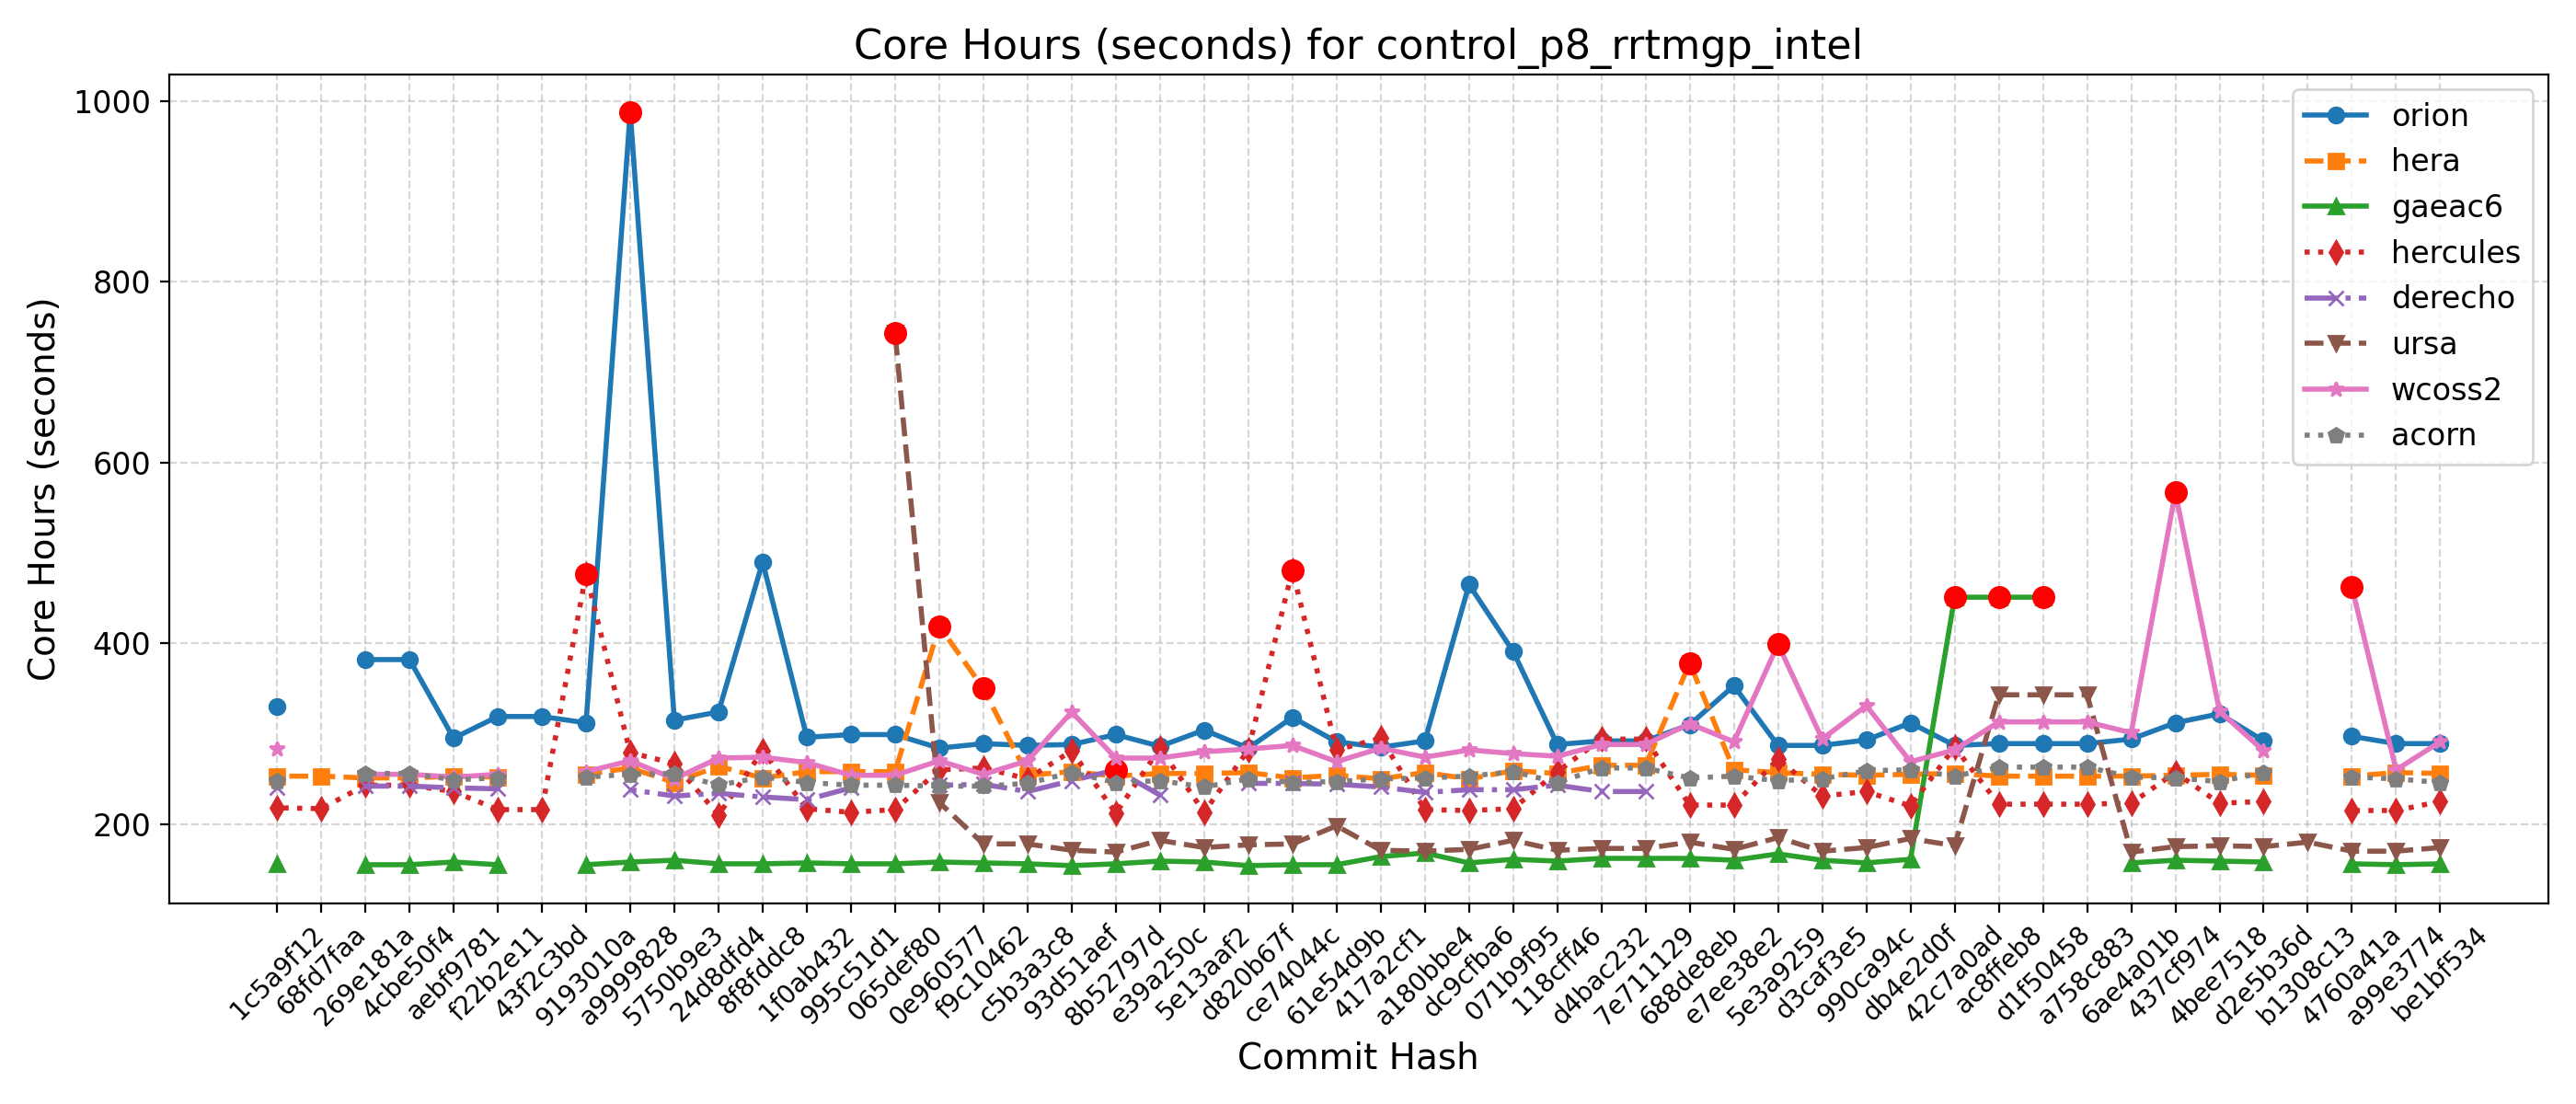 Core Hours (seconds) for control_p8_rrtmgp_intel
Core Hours (seconds)
1000
800
600
400
200
orion
hera
gaeac6
hercules
derecho
ursa
wcoss2
acorn
1c5a9f12
68fd7faa
269e181a
4cbe50f4
aebf9781
f22b2e11
43f2c3bd
9193010a
a9999828
5750b9e3
24d8dfd4
8f8fddc8
1f0ab432
995c51d1
065def80
0e960577
f9c10462
c5b3a3c8
93d51aef
8b52797d
e39a250c
5e13aaf2
d820b67f
ce74044c
61e54d9b
417a2cf1
a180bbe4
dc9cfba6
071b9f95
118cff46
d4bac232
7e711129
688de8eb
e7ee38e2
5e3a9259
d3caf3e5
990ca94c
db4e2d0f
42c7a0ad
ac8ffeb8
d1f50458
a758c883
6ae4a01b
437cf974
4bee7518
d2e5b36d
b1308c13
4760a41a
a99e3774
be1bf534
Commit Hash